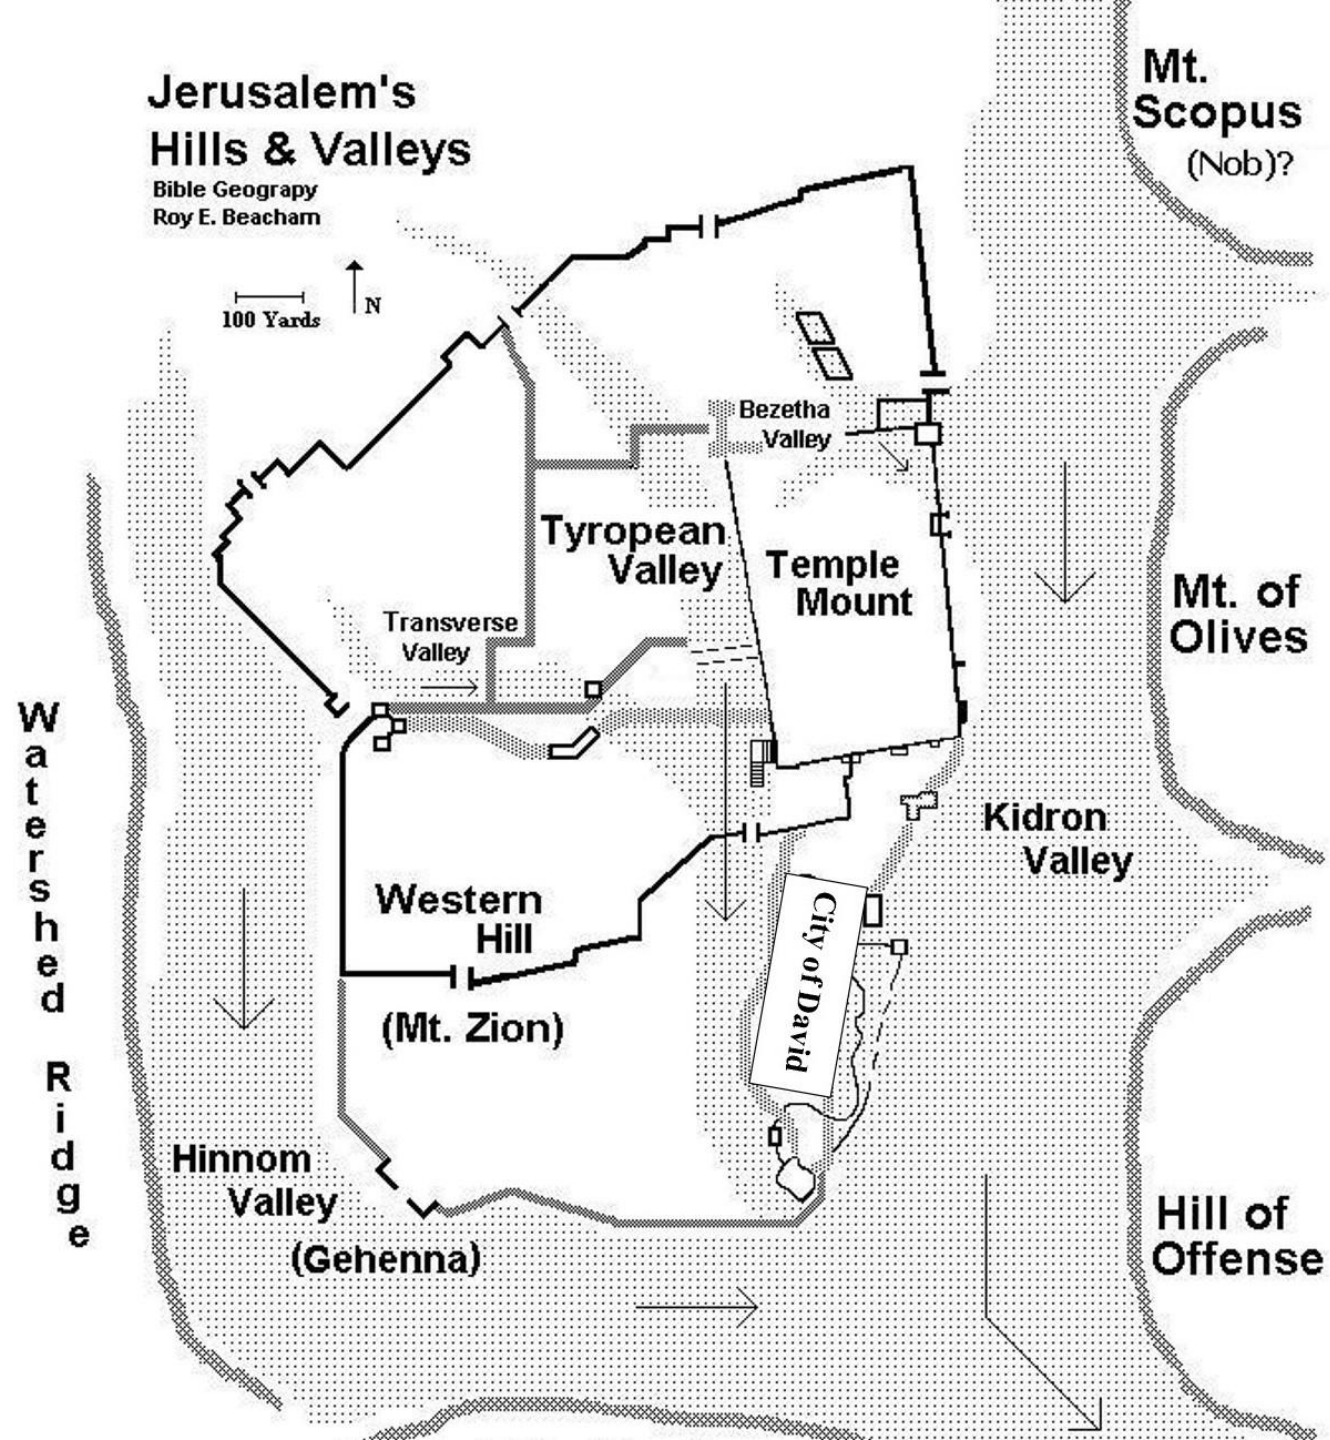 Jerusalem's
Hills & Valleys
Bible Geograpy
Roy E. Beacham
100 Yards
N
Mt.
Scopus
(Nob)?
Bezetha
Valley
Tyropean
Valley
Temple
Mount
Mt. of
Olives
Transverse
Valley
Watershed
Ridge
Kidron
Valley
Western
Hill
(Mt. Zion)
City of David
Hinnom
Valley
(Gehenna)
Hill of
Offense